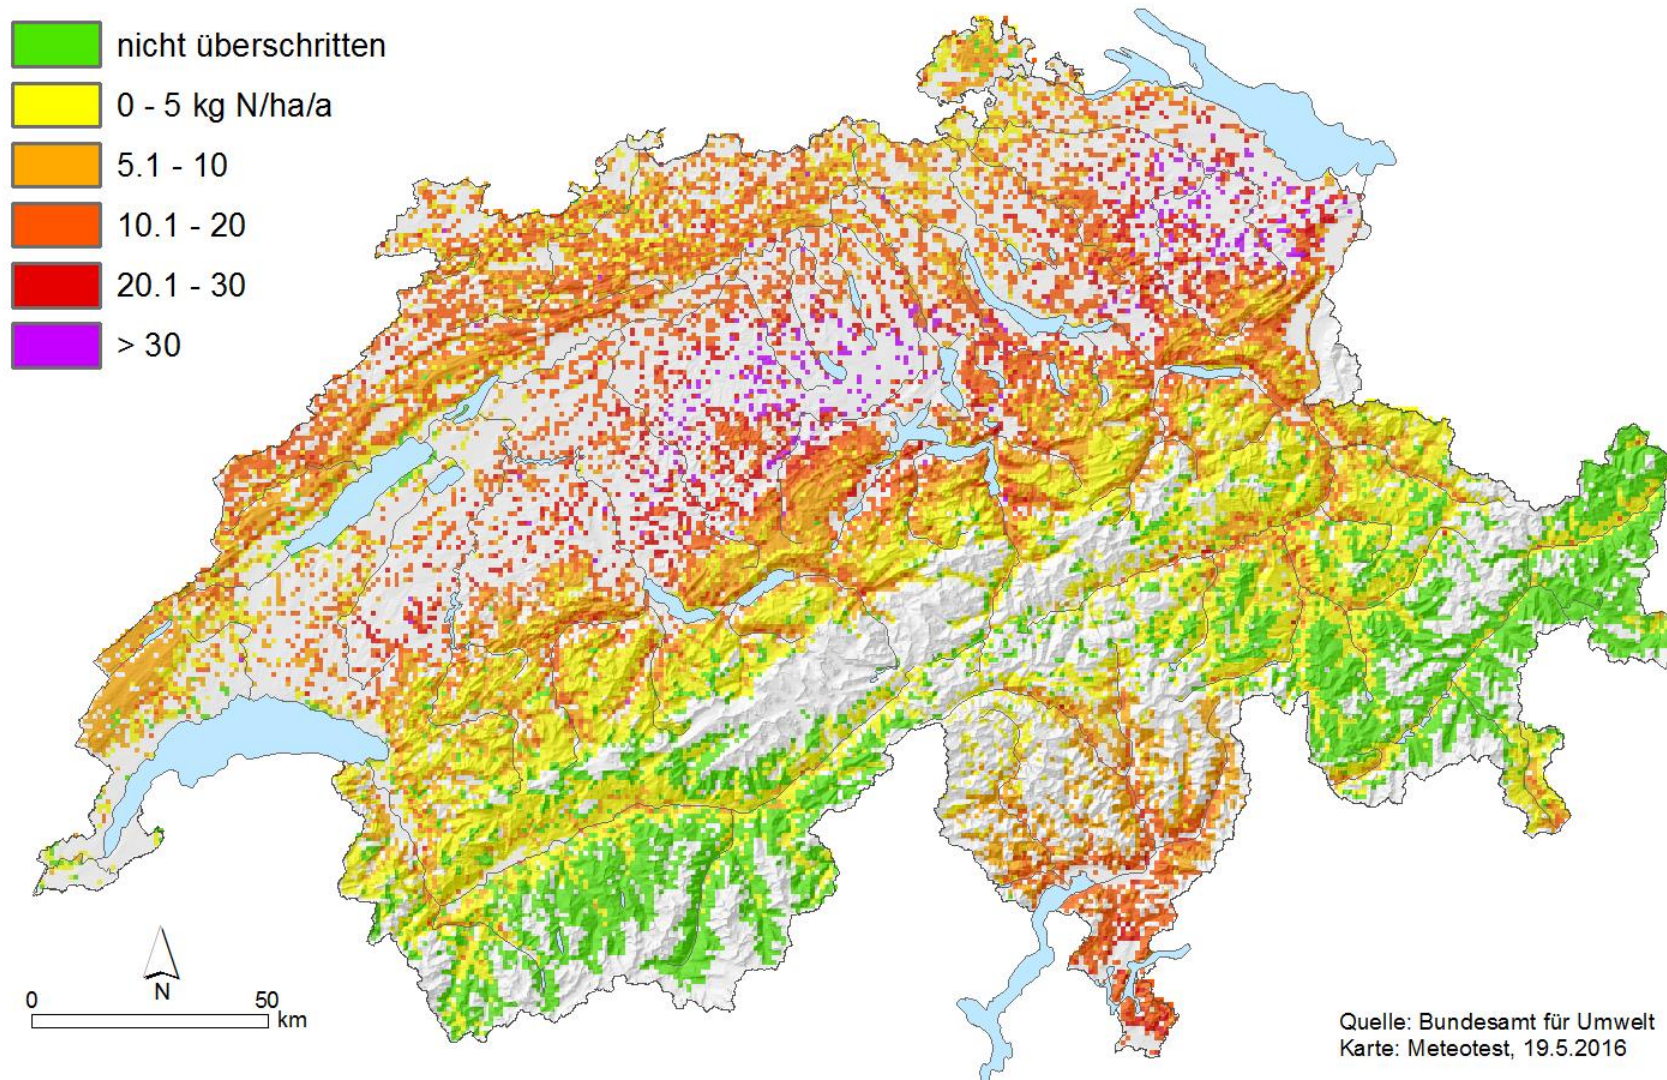 nicht überschritten
0 - 5 kg N/ha/a
5.1 - 10
10.1 - 20
20.1 - 30
> 30
N
0 50
km
Quelle: Bundesamt für Umwelt
Karte: Meteotest, 19.5.2016